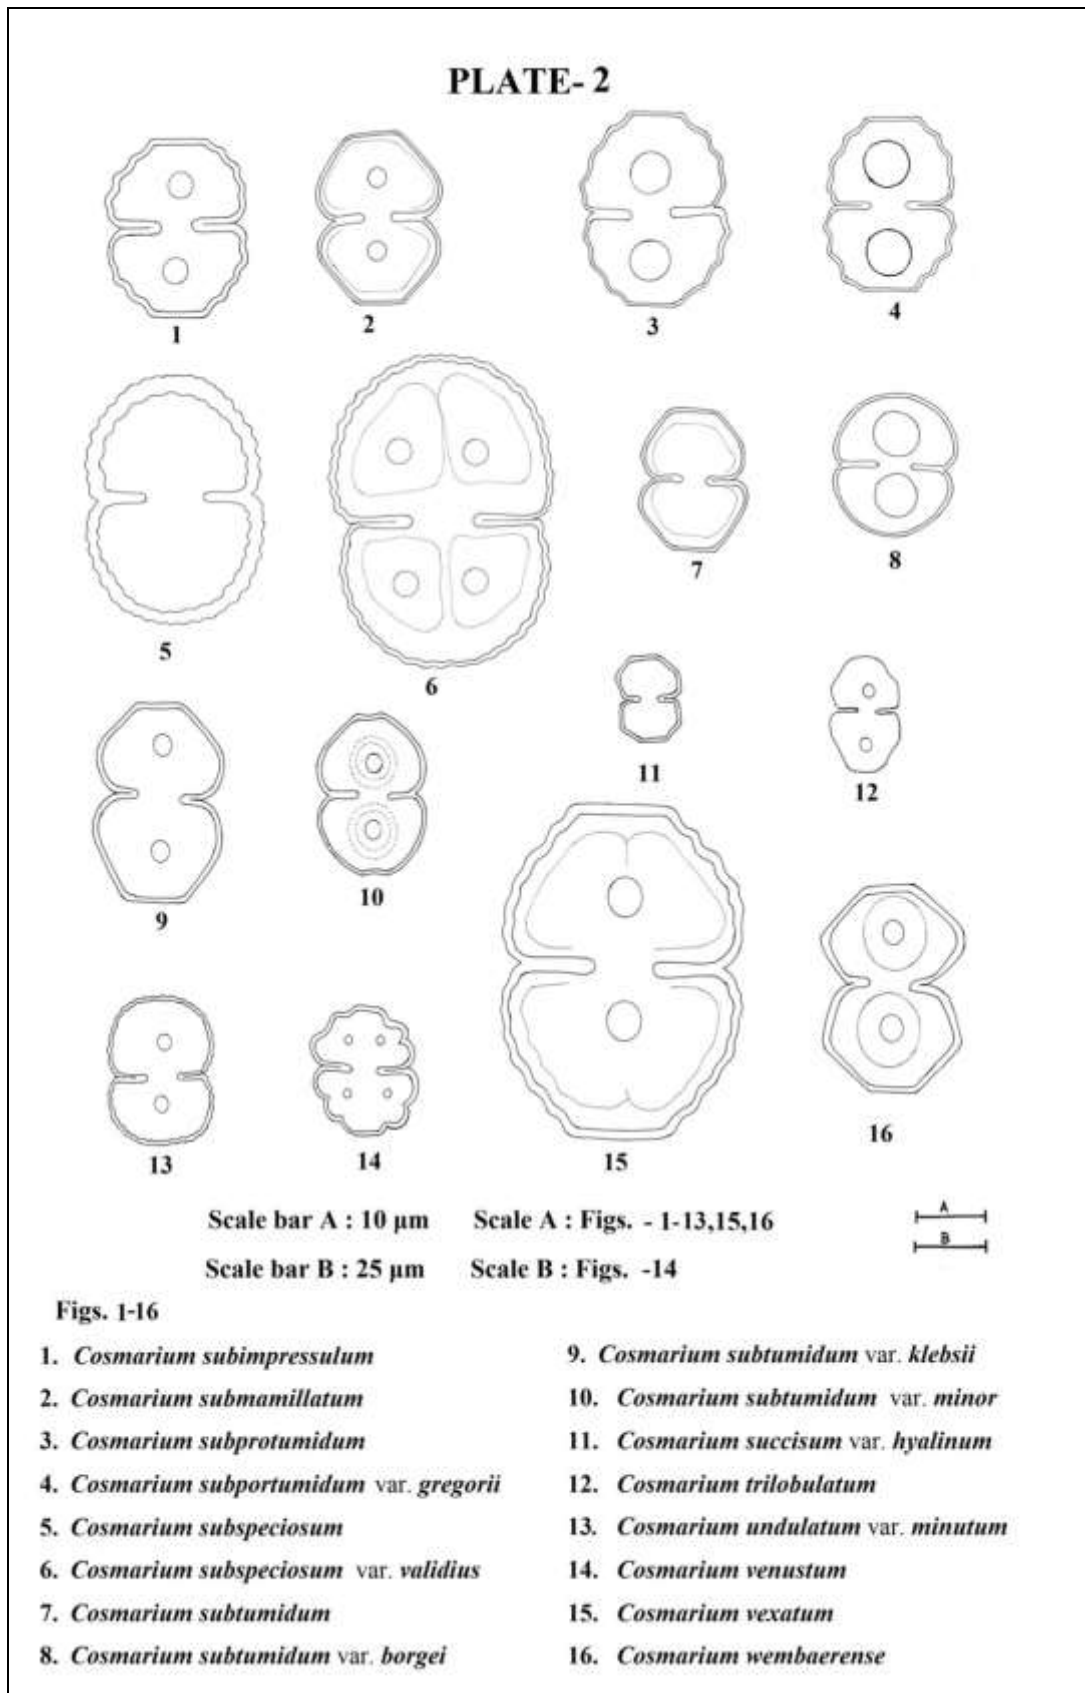 PLATE- 2
1
2
3
4
5
6
7
8
9
10
11
12
13
14
15
16
Scale bar A : 10 µm Scale A : Figs. - 1-13,15,16
A
Scale bar B : 25 µm Scale B : Figs. -14
B
Figs. 1-16
1. Cosmarium subimpressulum
2. Cosmarium submamillatum
3. Cosmarium subprotumidum
4. Cosmarium subportumidum var. gregorii
5. Cosmarium subspeciosum
6. Cosmarium subspeciosum var. validius
7. Cosmarium subtumidum
8. Cosmarium subtumidum var. borgei
9. Cosmarium subtumidum var. klebsii
10. Cosmarium subtumidum var. minor
11. Cosmarium succisum var. hyalinum
12. Cosmarium trilobulatum
13. Cosmarium undulatum var. minutum
14. Cosmarium venustum
15. Cosmarium vexatum
16. Cosmarium wembaerense